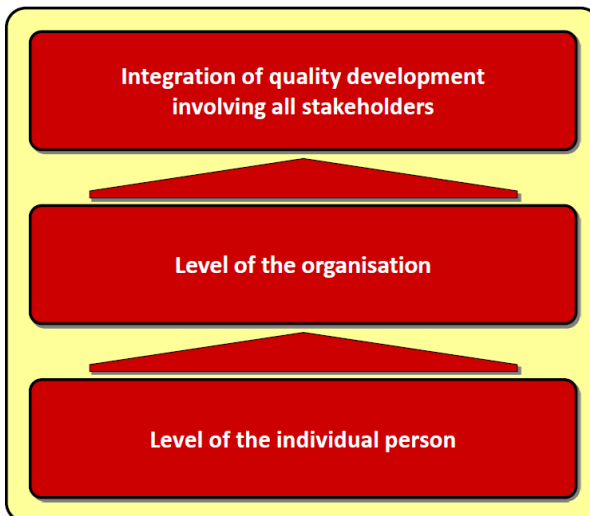 Integration of quality development
involving all stakeholders
Level of the organisation
Level of the individual person